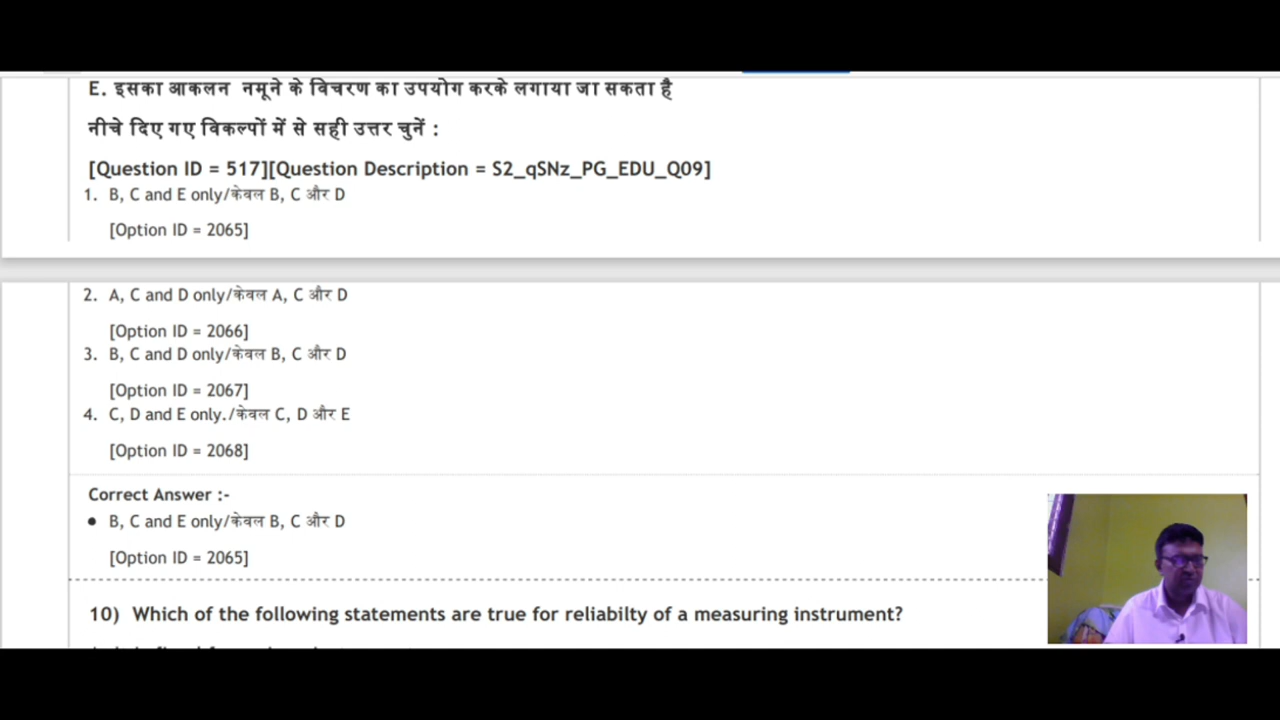 E. इसका आकलन नमूने के विचरण का उपयोग करके लगाया जा सकता है
नीचे दिए गए विकल्पों में से सही उत्तर चुनें :
[Question ID = 517][Question Description = S2_qSNz_PG_EDU_Q09]
1. B, C and E only/केवल B, C और D
[Option ID = 2065]
2. A, C and D only/केवल A, C और D
[Option ID = 2066]
3. B, C and D only/केवल B, C और D
[Option ID = 2067]
4. C, D and E only./केवल C, D और E
[Option ID = 2068]
Correct Answer :-
• B, C and E only/केवल B, C और D
[Option ID = 2065]
10) Which of the following statements are true for reliabilty of a measuring instrument?